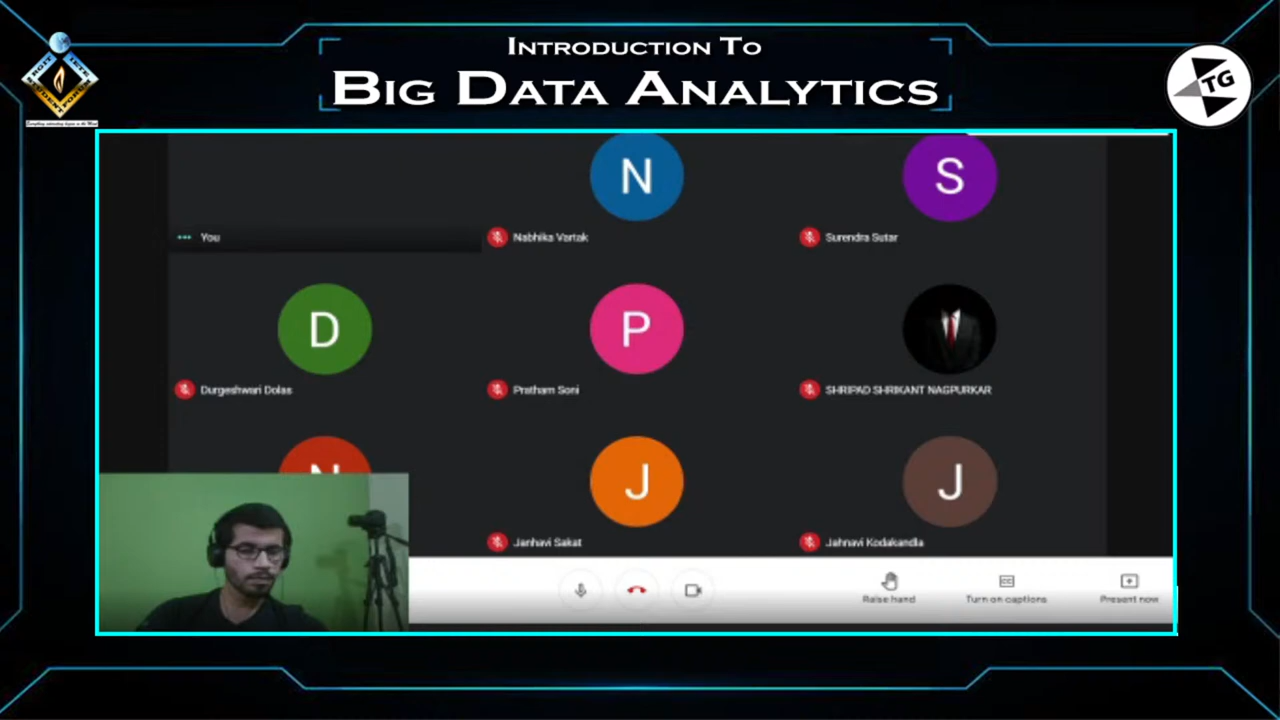 INTRODUCTION TO
BIG DATA ANALYTICS
TG
N
S
You
Nabhika Vartak
Surendra Sutar
D
P
Durgeshwari Dolas
Pratham Soni
SHRIPAD SHRIKANT NAGPURKAR
J
J
Janhavi Sakat
Jahnavi Kodakandla
Raise hand
Turn on captions
Present now